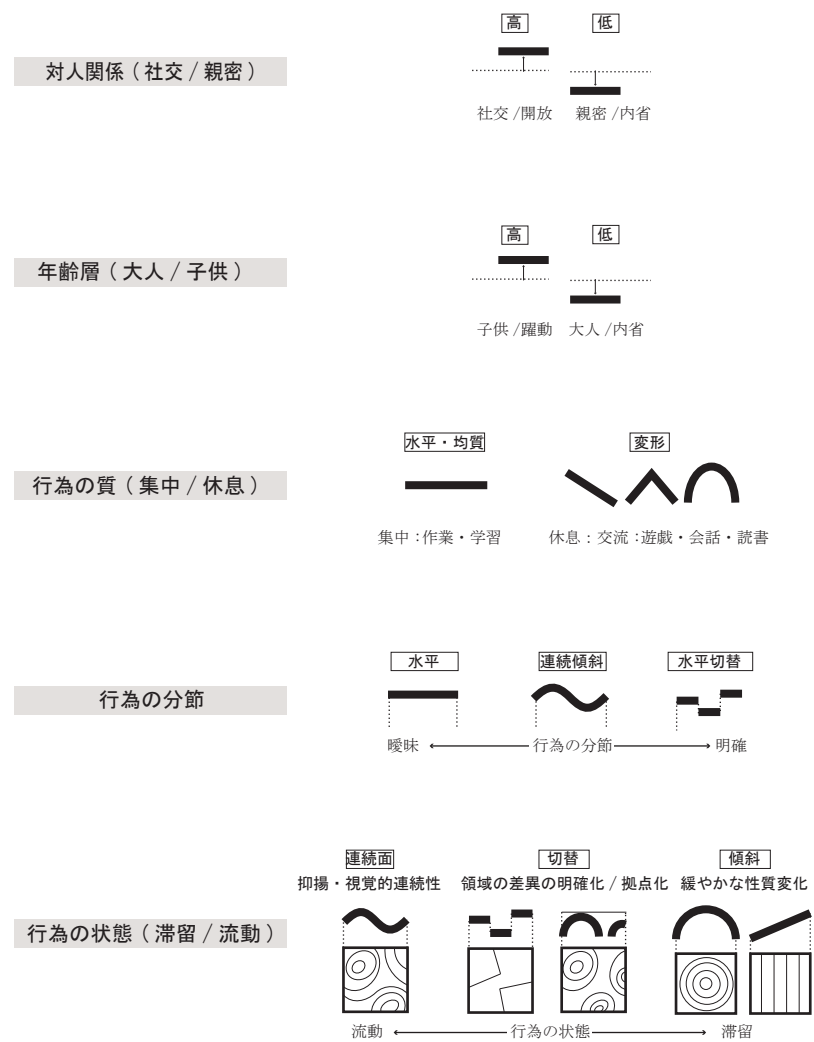 高 低
対人関係 ( 社交 / 親密 )
社交 /開放 親密 /内省
高 低
年齢層 ( 大人 / 子供 )
子供 /躍動 大人 /内省
水平・均質 変形
行為の質 ( 集中 / 休息 )
集中 :作業・学習 休息 : 交流 :遊戯・会話・読書
水平 連続傾斜 水平切替
行為の分節
曖昧 行為の分節 明確
連続面 切替 傾斜
抑揚・視覚的連続性 領域の差異の明確化 / 拠点化 緩やかな性質変化
行為の状態 ( 滞留 / 流動 )
流動 行為の状態 滞留